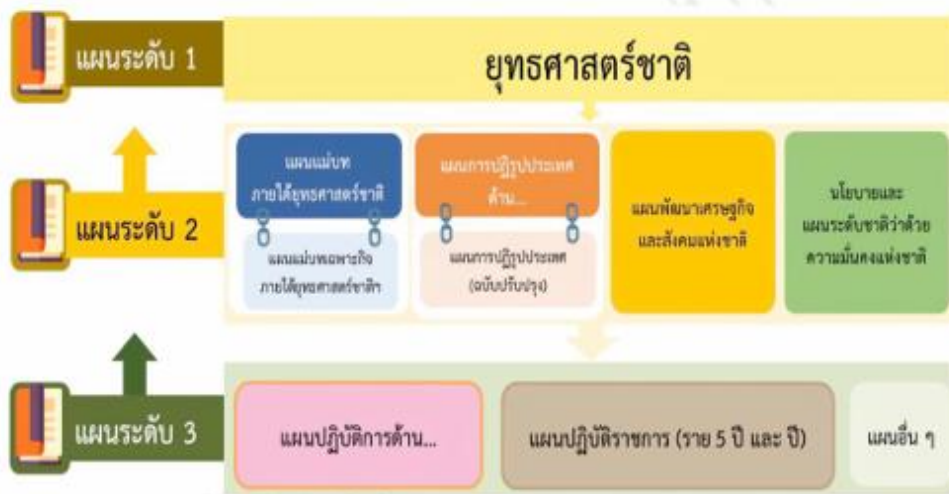 แผนระดับ 1
ยุทธศาสตร์ชาติ
แผนระดับ 2
แผนแม่บท
ภายใต้ยุทธศาสตร์ชาติ
แผนแม่บทเฉพาะกิจ
ภายใต้ยุทธศาสตร์ชาติฯ
แผนการปฏิรูปประเทศ
ด้าน...
แผนการปฏิรูปประเทศ
(ฉบับปรับปรุง)
แผนพัฒนาเศรษฐกิจ
และสังคมแห่งชาติ
นโยบายและ
แผนระดับชาติว่าด้วย
ความมั่นคงแห่งชาติ
แผนระดับ 3
แผนปฏิบัติการด้าน...
แผนปฏิบัติราชการ (ราย 5 ปี และ ปี)
แผนอื่น ๆ